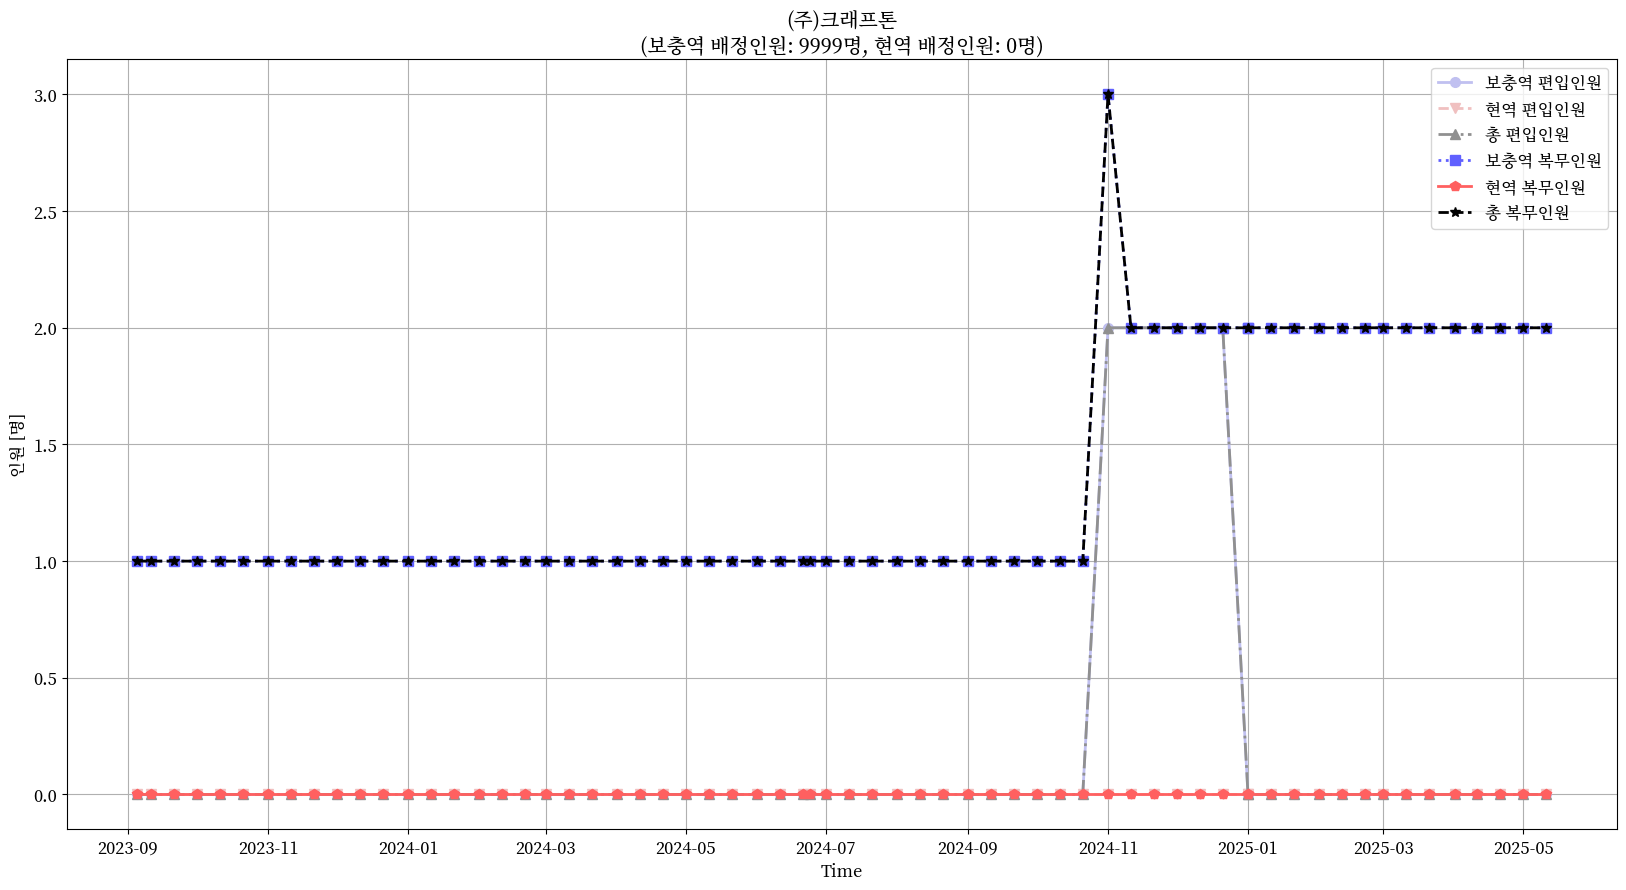 (주)크래프톤
(보충역 배정인원: 9999명, 현역 배정인원: 0명)
보충역 편입인원
현역 편입인원
총 편입인원
보충역 복무인원
현역 복무인원
총 복무인원
인원 [명]
3.0
2.5
2.0
1.5
1.0
0.5
0.0
2023-09 2023-11 2024-01 2024-03 2024-05 2024-07 2024-09 2024-11 2025-01 2025-03 2025-05
Time